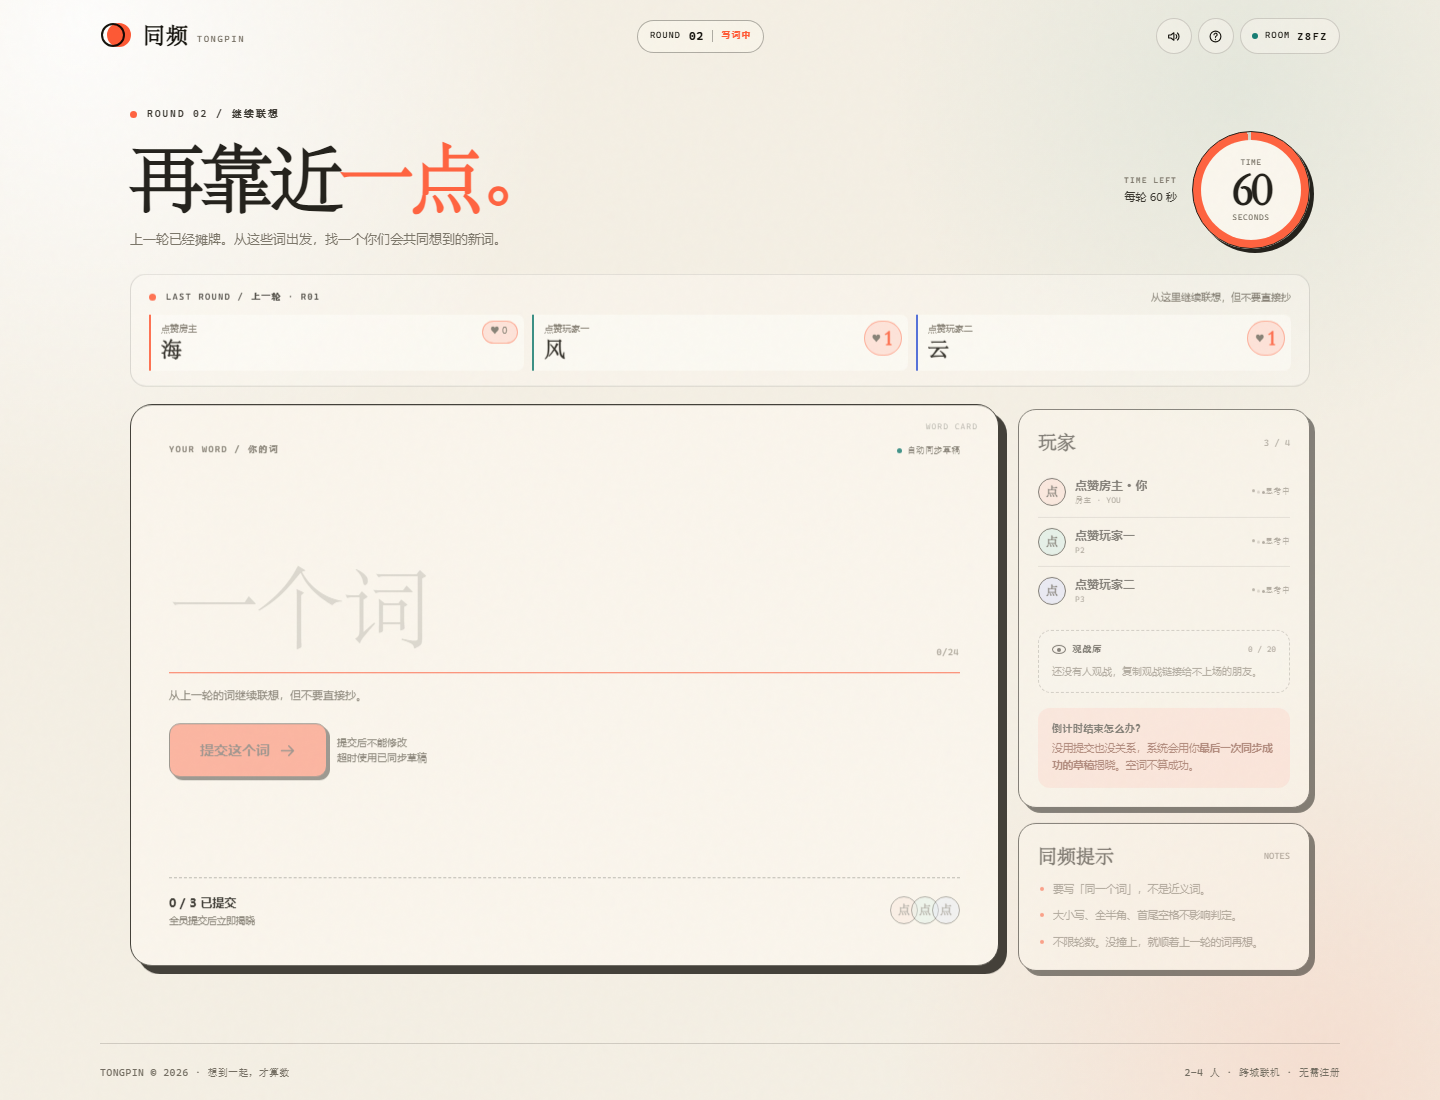 同频 TONGPIN
ROUND 02 | 写词中
ROOM Z8FZ
ROUND 02 / 继续联想
再靠近一点。
上一轮已经摊牌。从这些词出发，找一个你们会共同想到的新词。
TIME LEFT
每轮 60 秒
TIME
60
SECONDS
LAST ROUND / 上一轮 · R01
从这里继续联想，但不要直接抄
点赞房主
海
♥ 0
点赞玩家一
风
♥ 1
点赞玩家二
云
♥ 1
WORD CARD
YOUR WORD / 你的词
自动同步草稿
一个词
0/24
从上一轮的词继续联想，但不要直接抄。
提交这个词 →
提交后不能修改
超时使用已同步草稿
0 / 3 已提交
全员提交后立即揭晓
点 点 点
玩家
3 / 4
点
点赞房主 · 你
房主 · YOU
思考中
点
点赞玩家一
P2
思考中
点
点赞玩家二
P3
思考中
观战席
0 / 20
还没有人观战，复制观战链接给不上场的朋友。
倒计时结束怎么办？
没用提交也没关系，系统会用你最后一次同步成
功的草稿揭晓。空词不算成功。
同频提示
NOTES
要写「同一个词」，不是近义词。
大小写、全半角、首尾空格不影响判定。
不限轮数。没撞上，就顺着上一轮的词再想。
TONGPIN © 2026 · 想到一起，才算数
2—4 人 · 跨城联机 · 无需注册